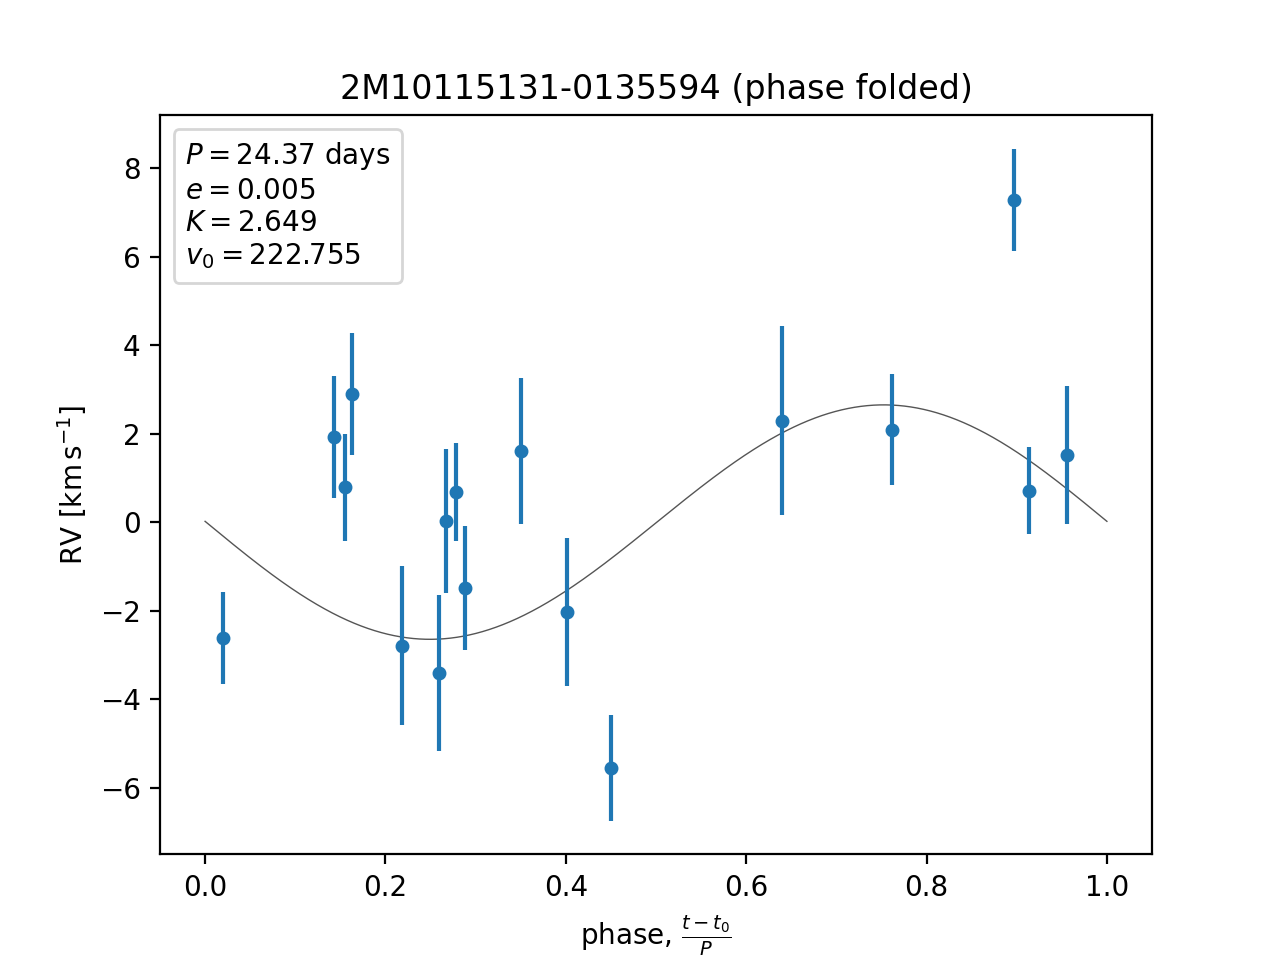 2M10115131-0135594 (phase folded)
P = 24.37 days
e = 0.005
K = 2.649
v₀ = 222.755
8
6
4
2
0
−2
−4
−6
RV [km s⁻¹]
0.0 0.2 0.4 0.6 0.8 1.0
phase, (t − t₀)/P